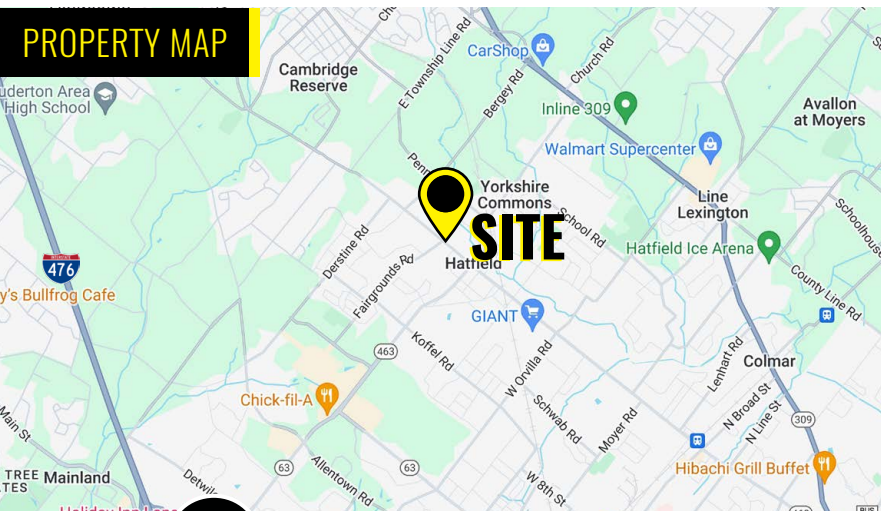 PROPERTY MAP
Cambridge
Reserve
E Township Line Rd
CarShop
Church Rd
Bergey Rd
High School
Inline 309
Avallon
at Moyers
Walmart Supercenter
Yorkshire
Commons
SITE
School Rd
Line
Lexington
Hatfield
Hatfield Ice Arena
Derstine Rd
Fairgrounds Rd
476
y's Bullfrog Cafe
County Line Rd
GIANT
Koffel Rd
463
W Orvilla Rd
Lenhart Rd
Colmar
Chick-fil-A
Schwab Rd
Moyer Rd
N Broad St
N Line St
309
Main St
63
63
Allentown Rd
Hibachi Grill Buffet
TREE
Mainland
W 8th St